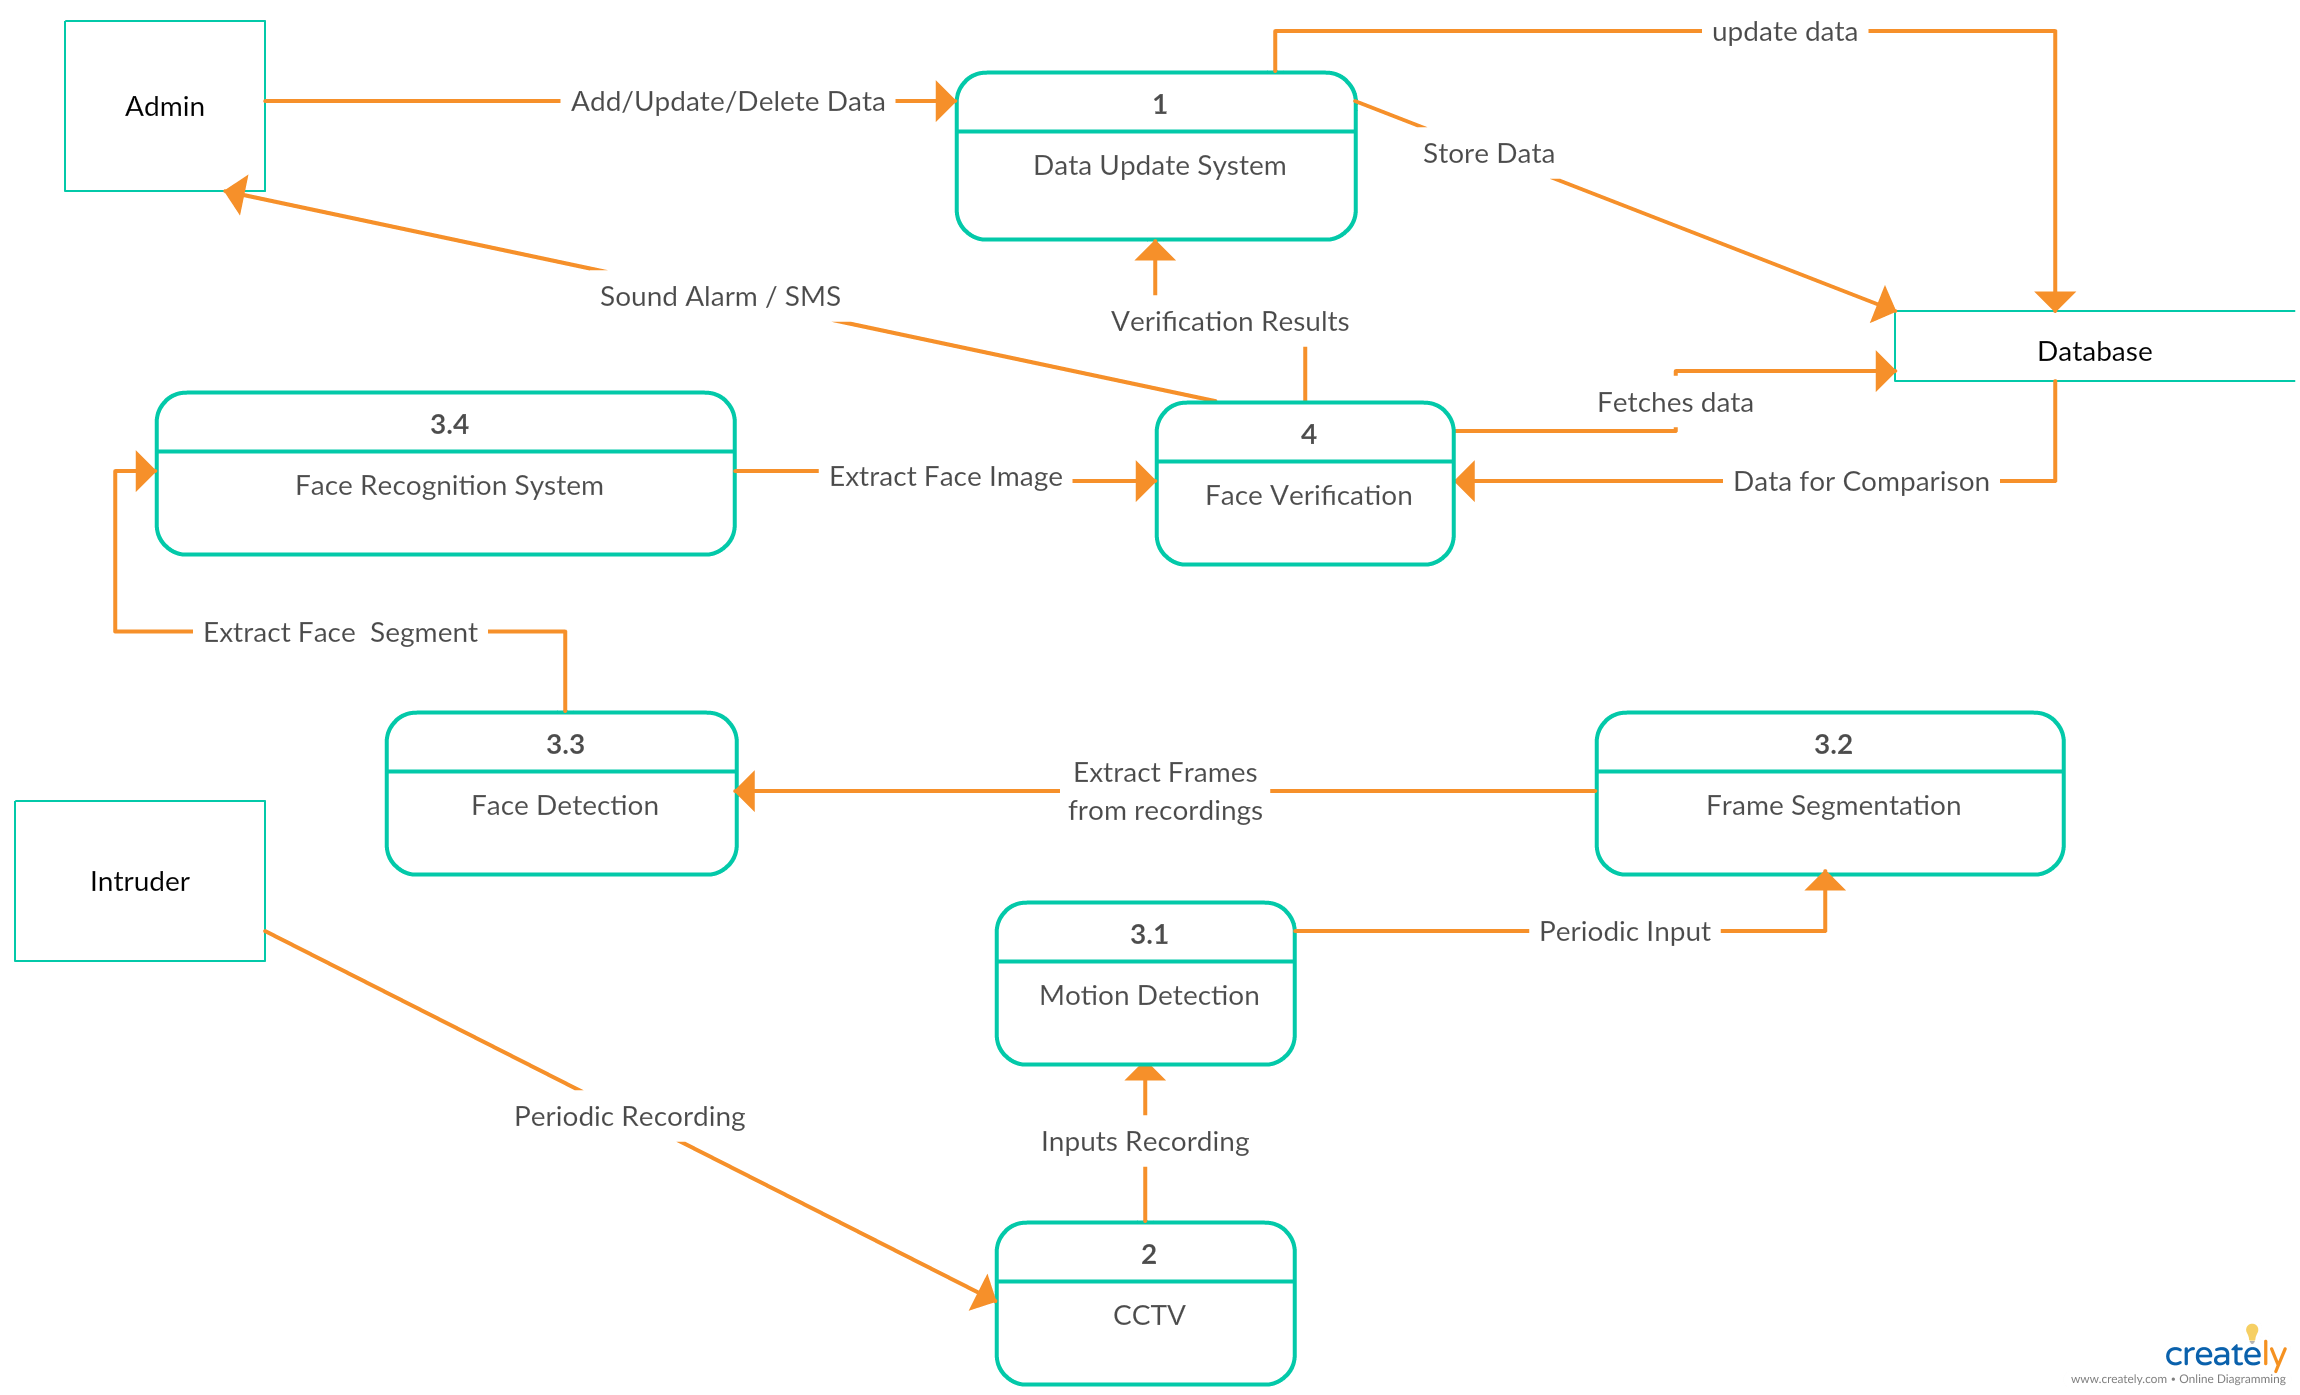 update data
Admin
Add/Update/Delete Data
1
Data Update System
Store Data
Sound Alarm / SMS
Verification Results
Database
Fetches data
3.4
Face Recognition System
Extract Face Image
4
Face Verification
Data for Comparison
Extract Face  Segment
3.3
Face Detection
Extract Frames
from recordings
3.2
Frame Segmentation
Intruder
3.1
Motion Detection
Periodic Input
Periodic Recording
Inputs Recording
2
CCTV
creately
www.creately.com • Online Diagramming